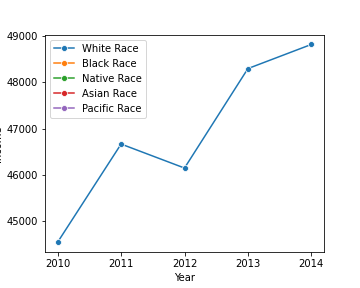 49000
48000
47000
46000
45000
White Race
Black Race
Native Race
Asian Race
Pacific Race
2010 2011 2012 2013 2014
Year